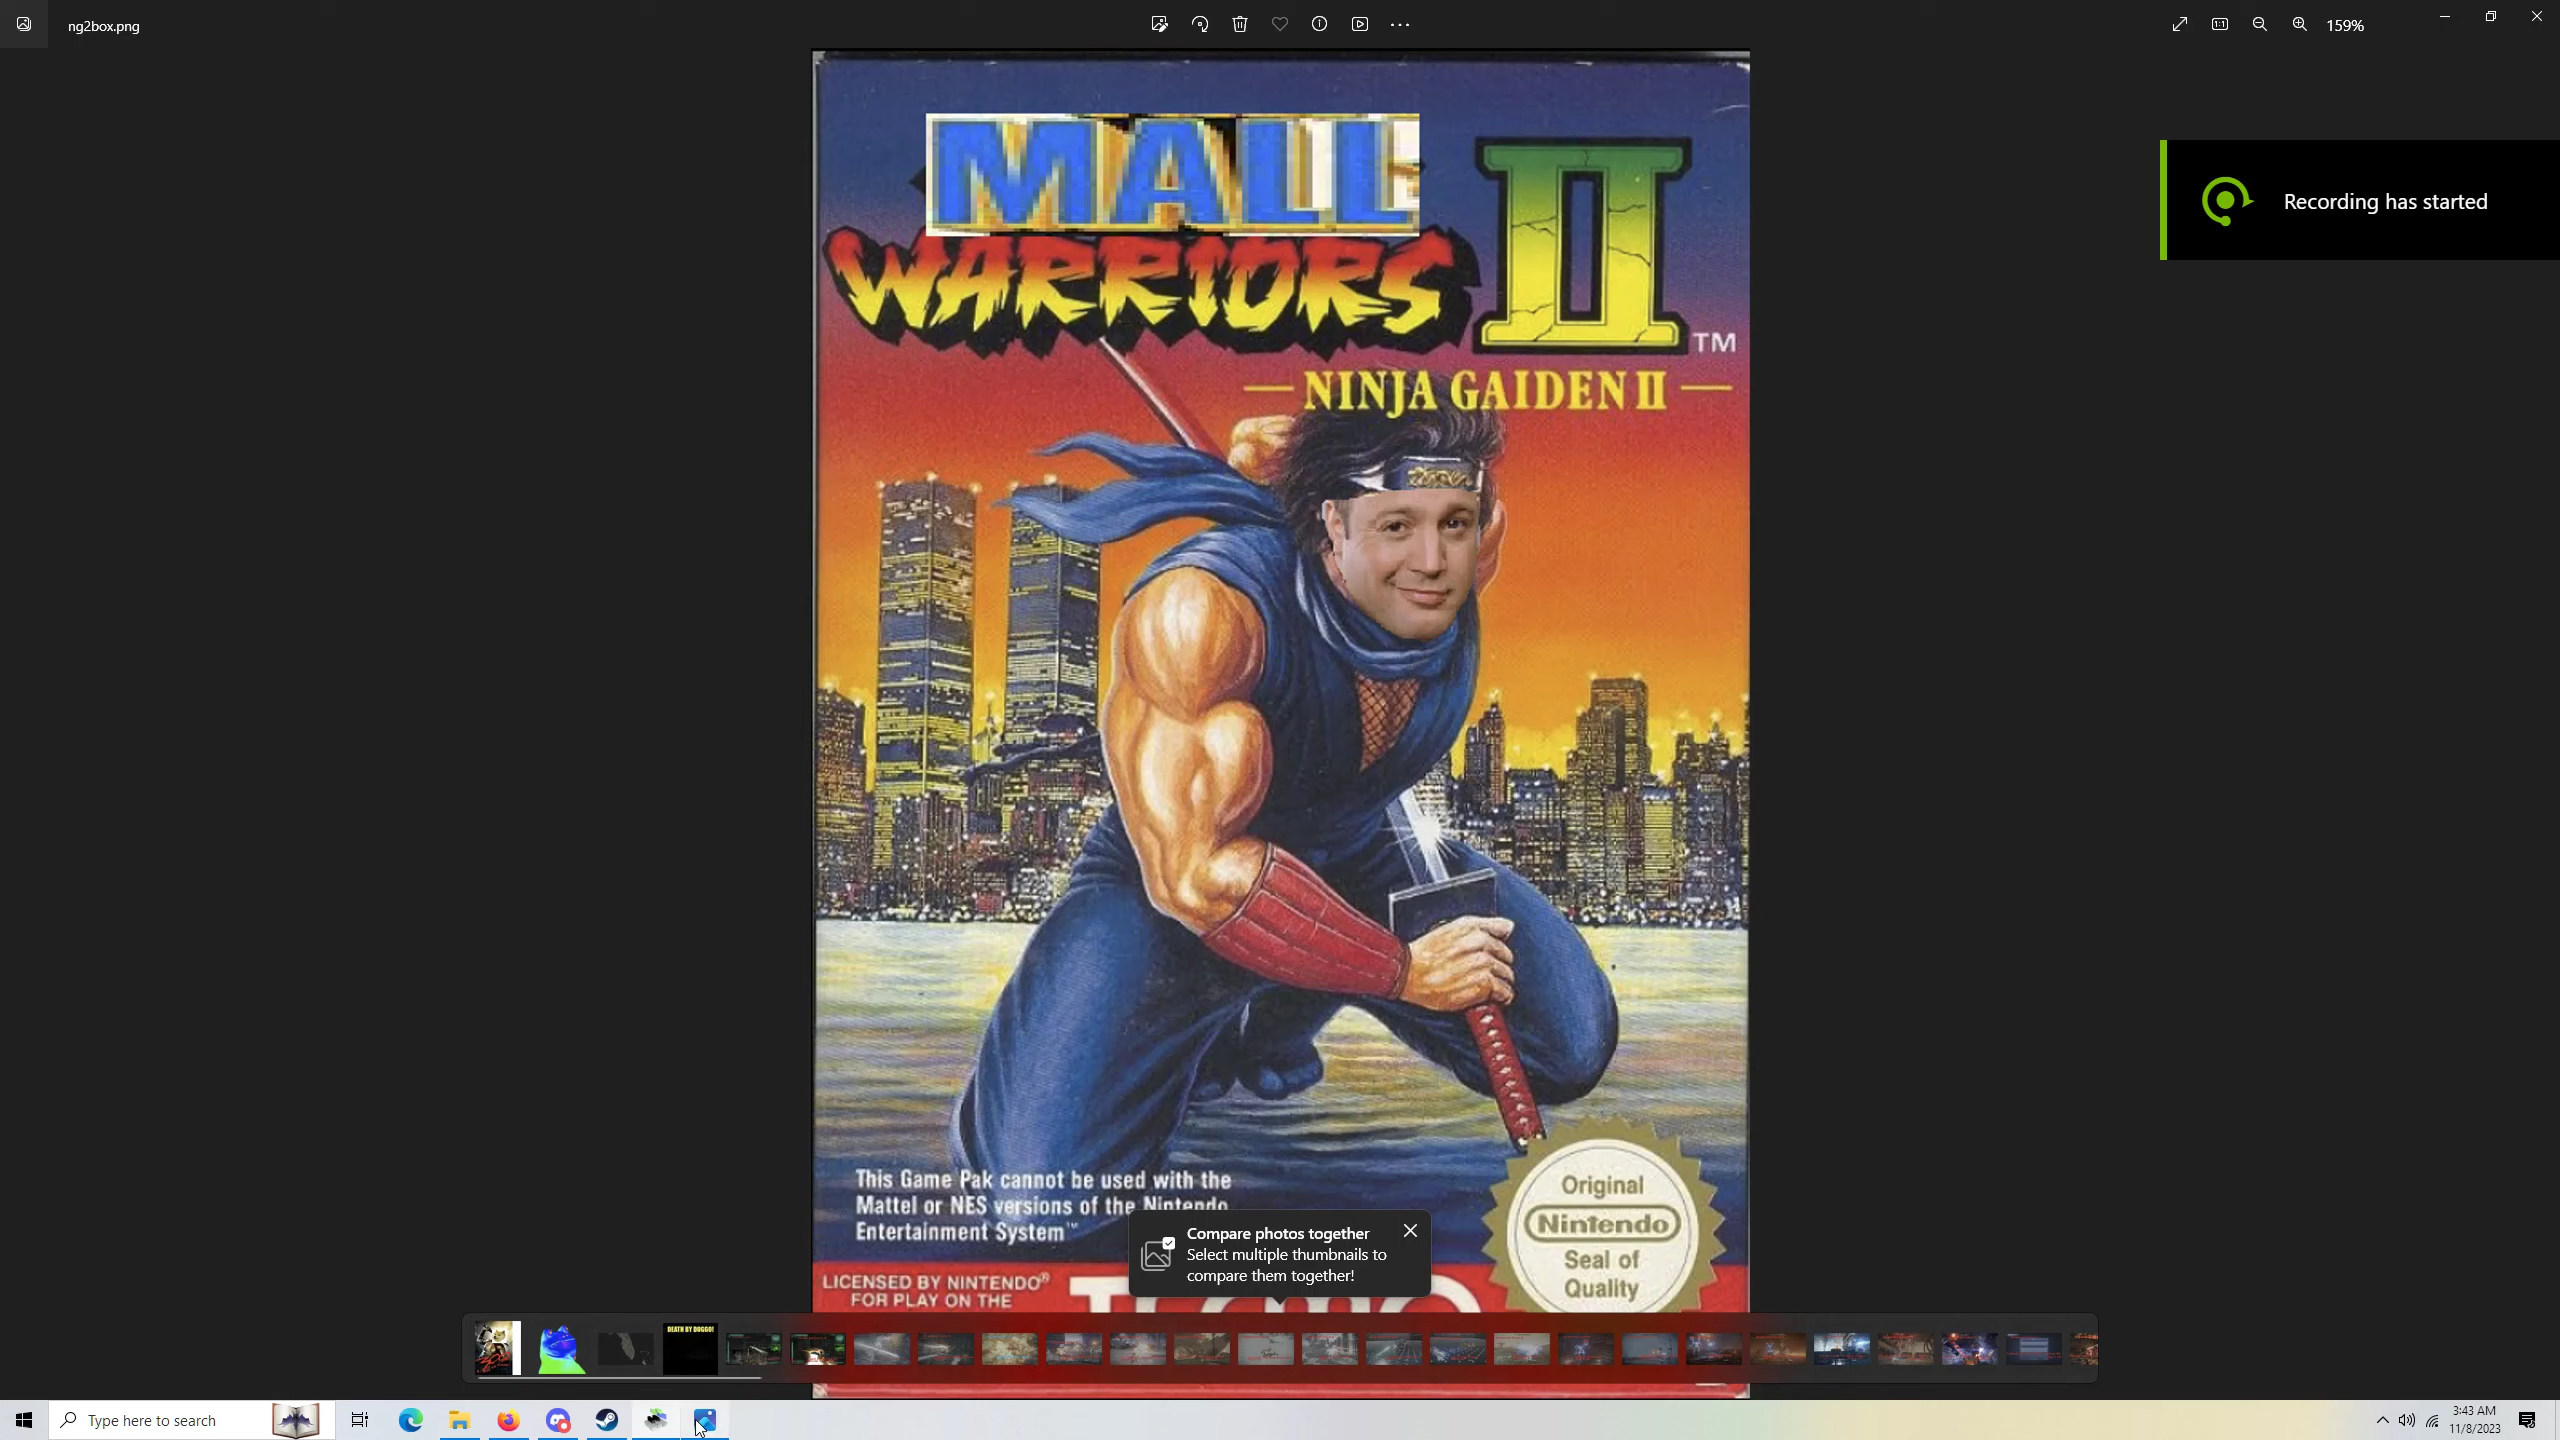 ng2box.png
159%
Recording has started
MALL
WARRIORS II
TM
NINJA GAIDEN II
This Game Pak cannot be used with the
Mattel or NES versions of the Nintendo
Entertainment System™
Original
Nintendo
Seal of
Quality
LICENSED BY NINTENDO®
FOR PLAY ON THE
Compare photos together
Select multiple thumbnails to
compare them together!
DEATH BY DOGGO!
Type here to search
3:43 AM
11/8/2023